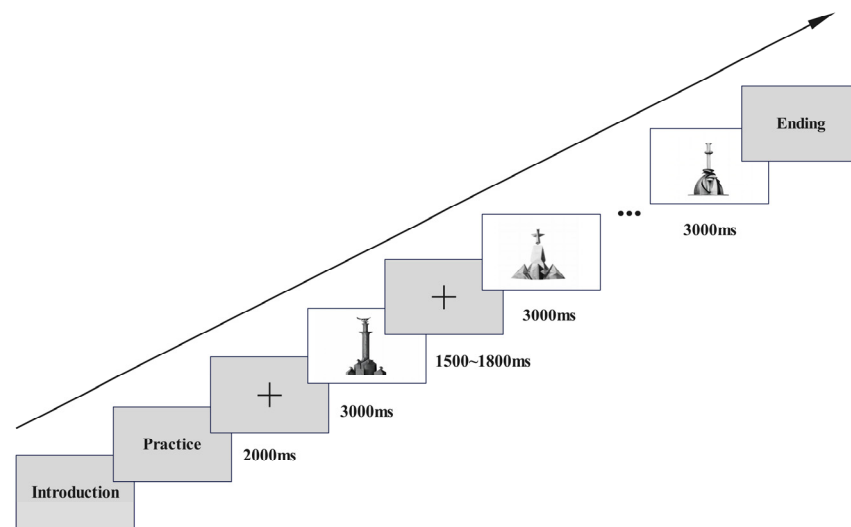 Introduction
Practice
2000ms
3000ms
1500~1800ms
3000ms
...
3000ms
Ending